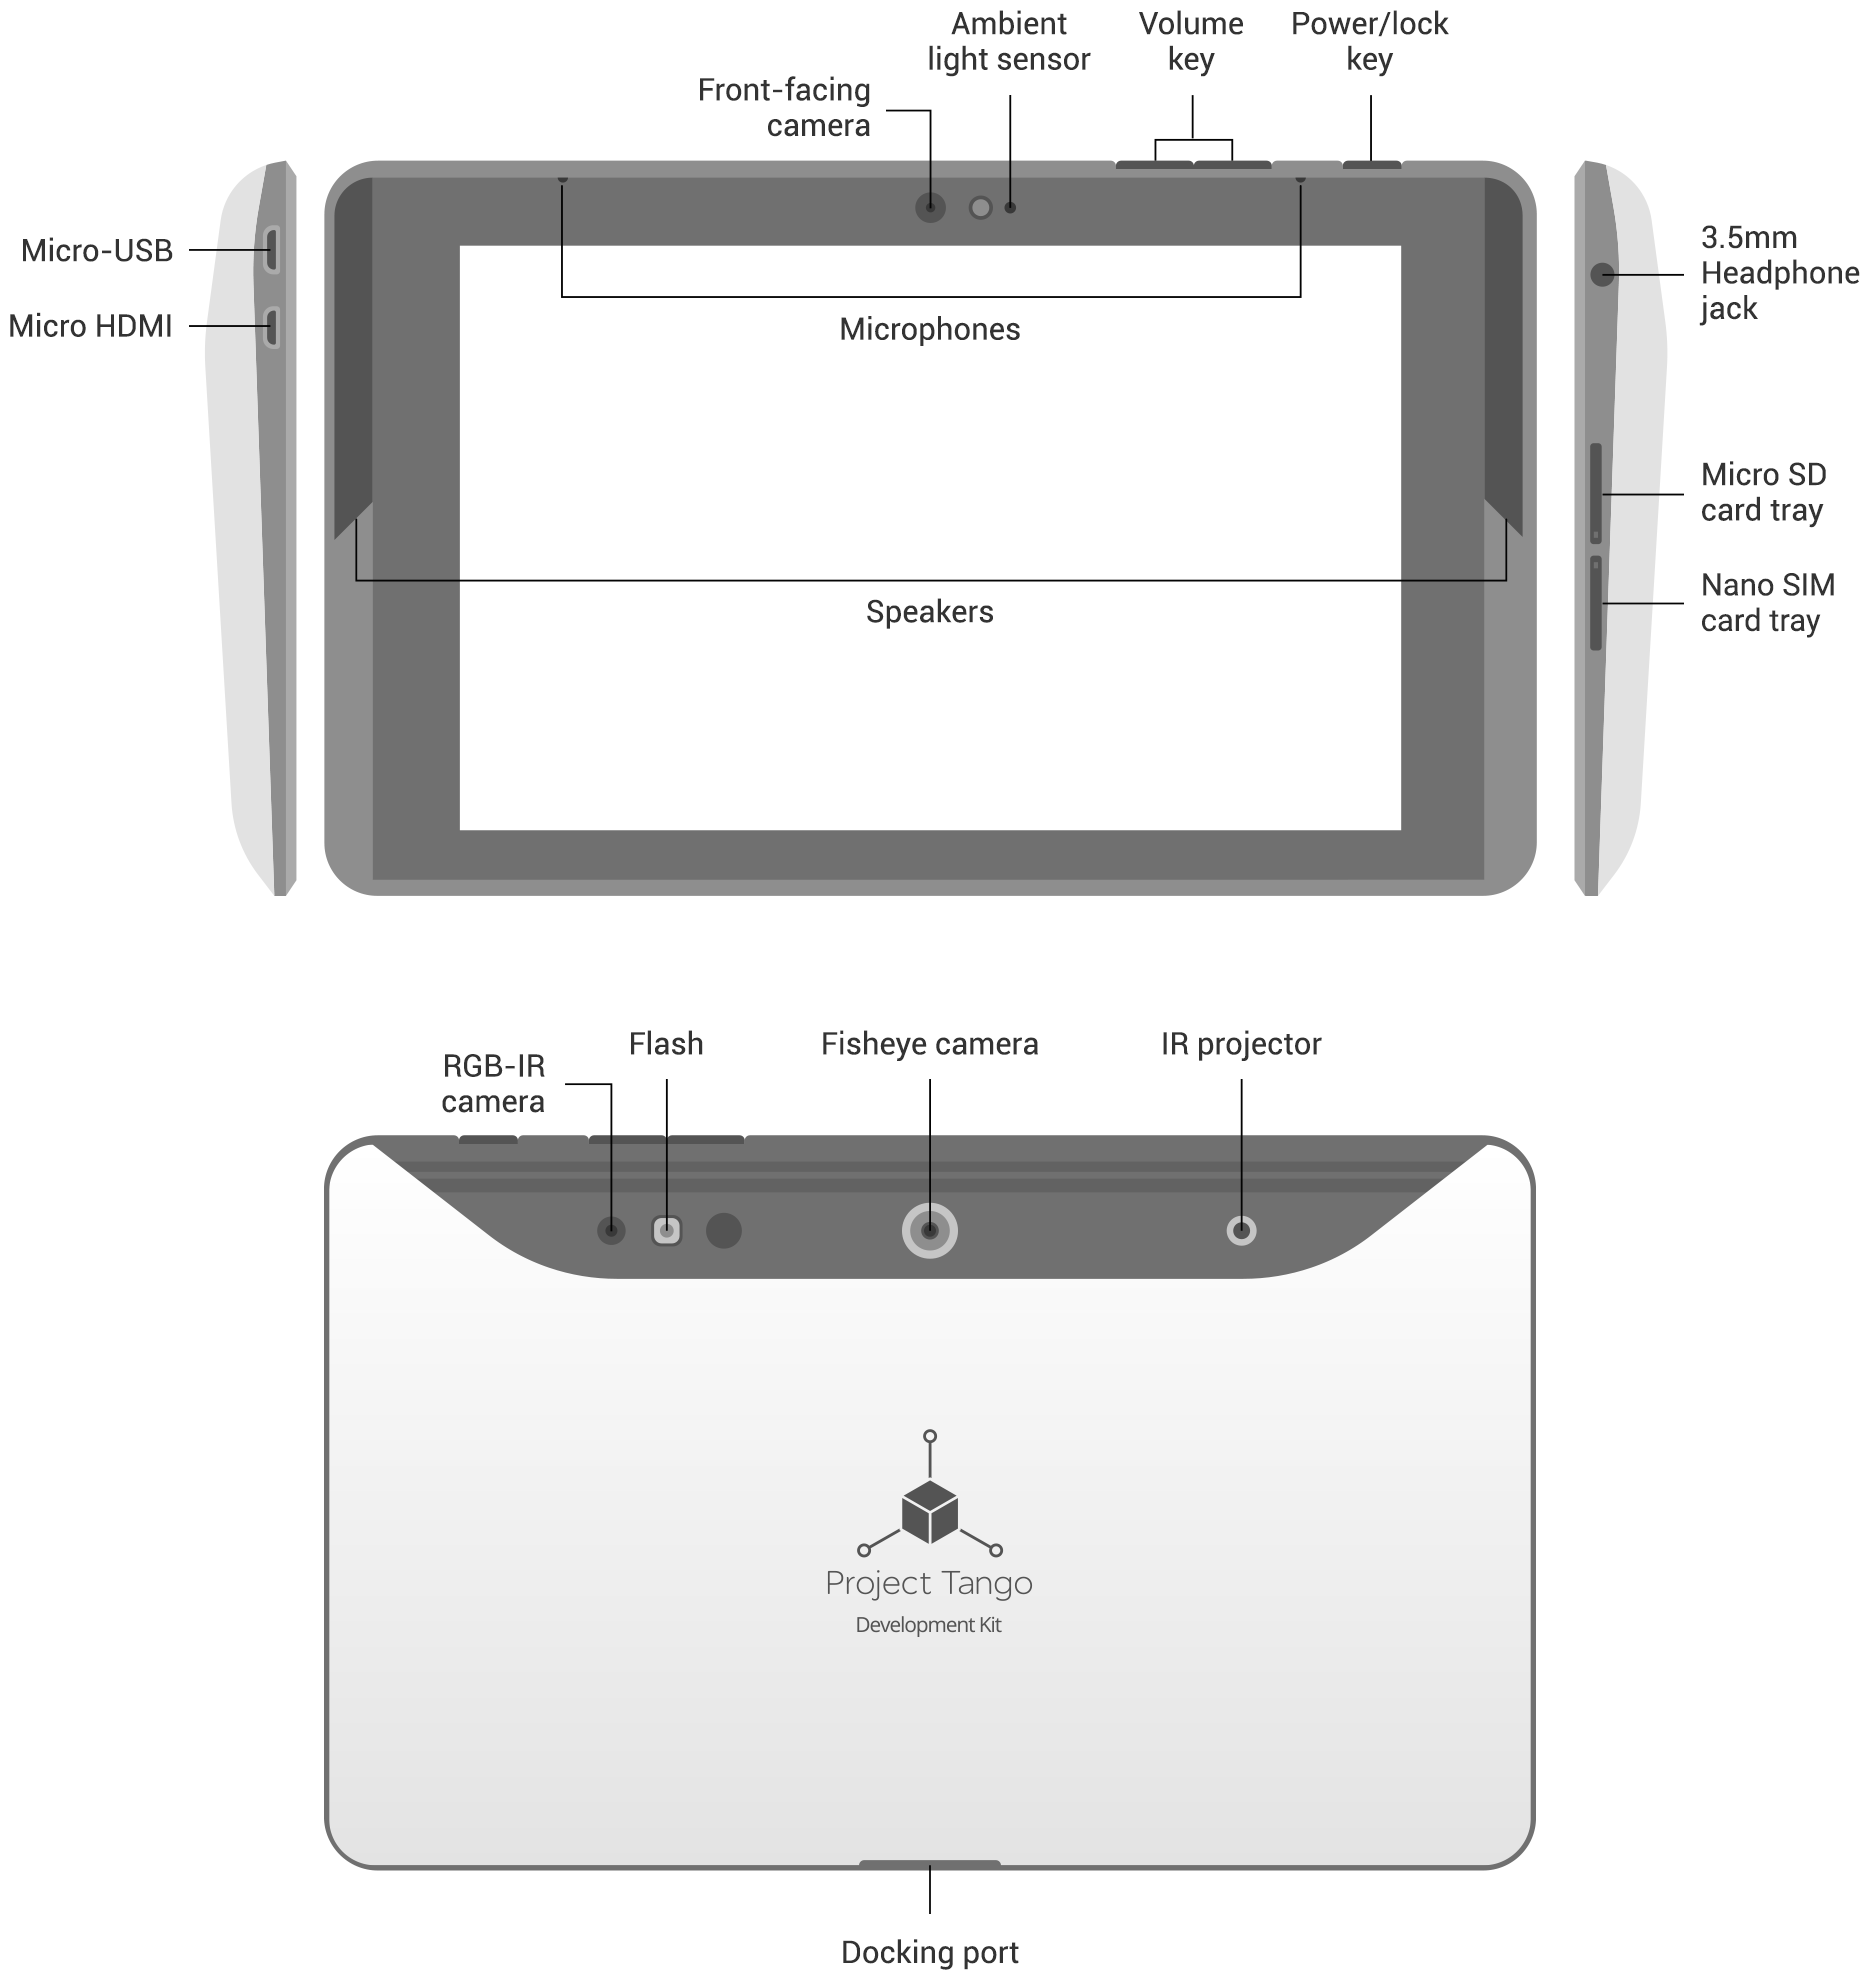 Ambient
light sensor
Volume
key
Power/lock
key
Front-facing
camera
Micro-USB
Micro HDMI
3.5mm
Headphone
jack
Microphones
Micro SD
card tray
Nano SIM
card tray
Speakers
RGB-IR
camera
Flash
Fisheye camera
IR projector
Project Tango
Development Kit
Docking port